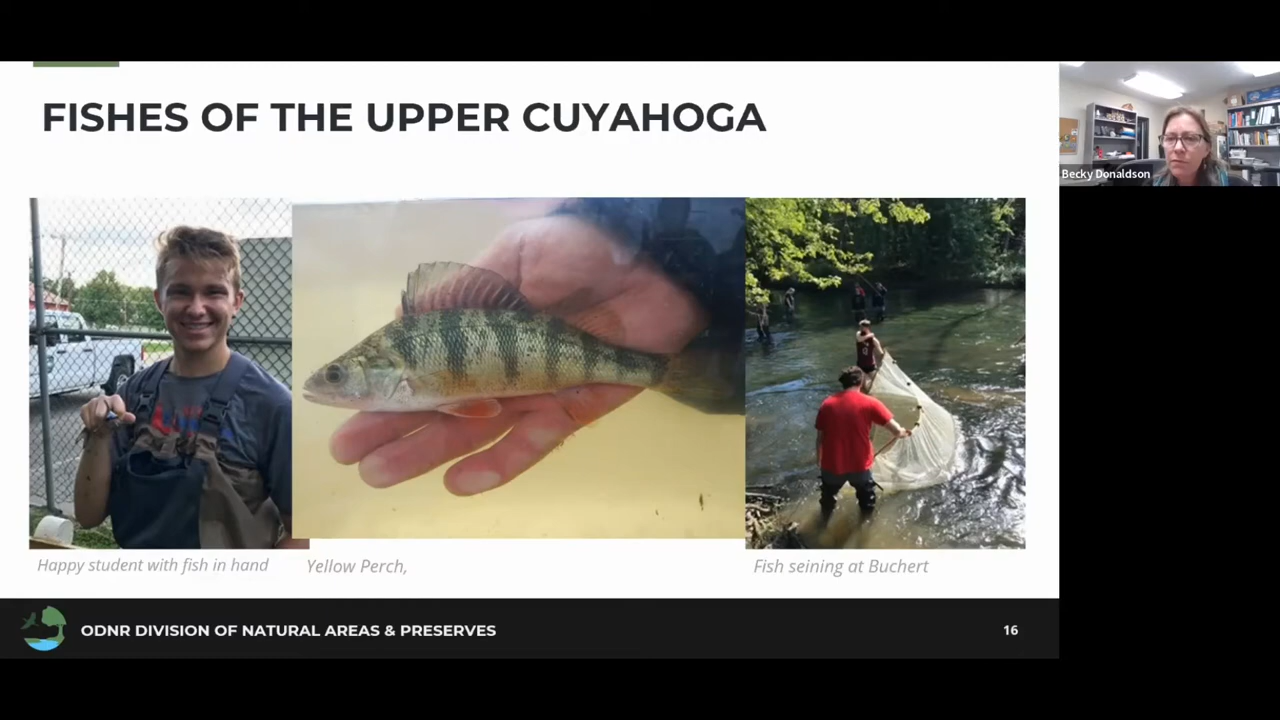 FISHES OF THE UPPER CUYAHOGA
Becky Donaldson
Happy student with fish in hand
Yellow Perch,
Fish seining at Buchert
ODNR DIVISION OF NATURAL AREAS & PRESERVES
16